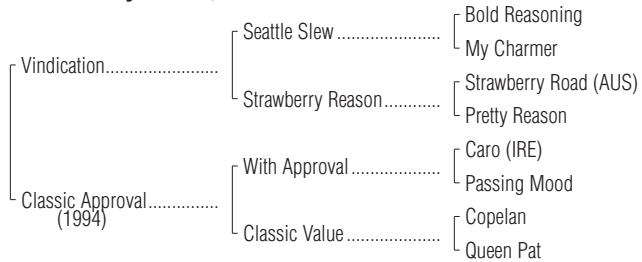 Bold Reasoning
Seattle Slew
My Charmer
Vindication
Strawberry Road (AUS)
Strawberry Reason
Pretty Reason
Caro (IRE)
With Approval
Passing Mood
Classic Approval
(1994)
Copelan
Classic Value
Queen Pat